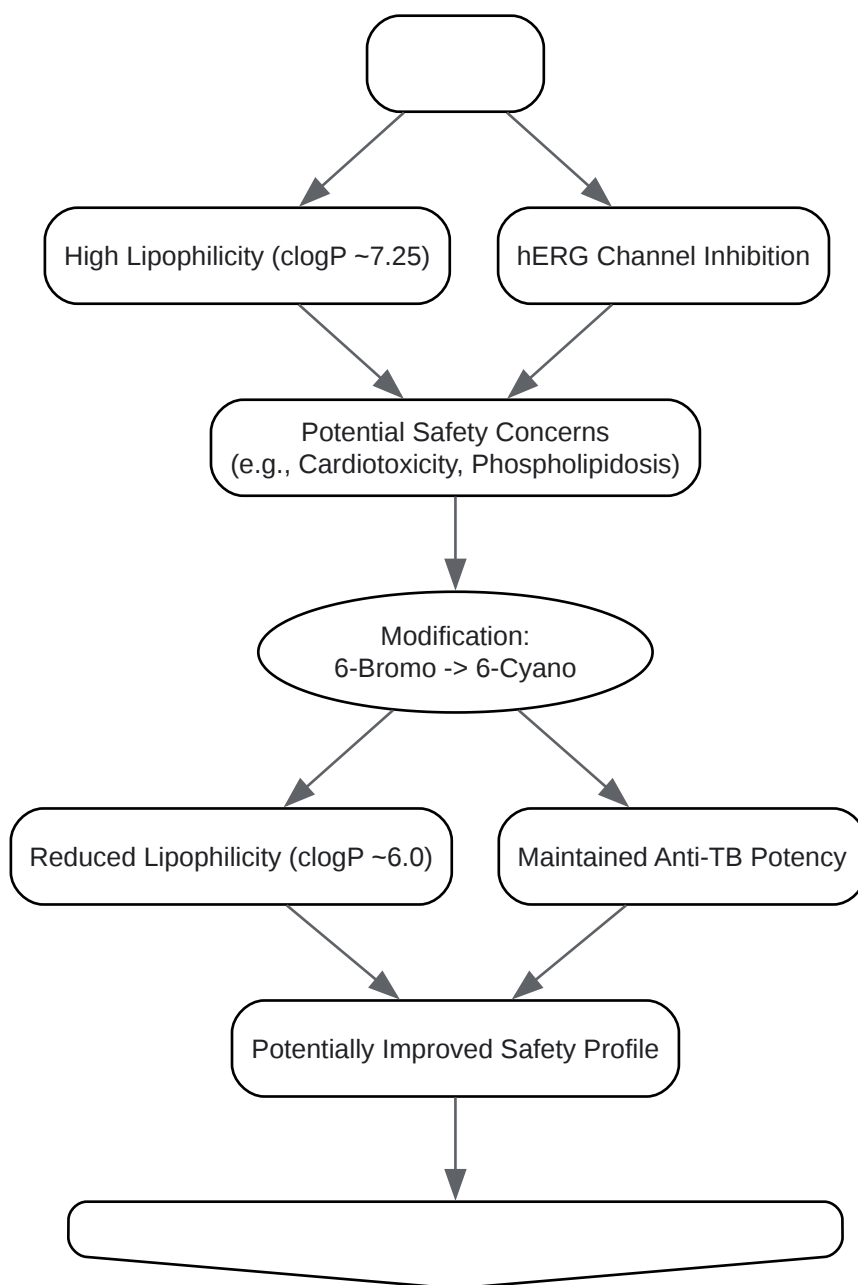 High Lipophilicity (clogP ~7.25)
hERG Channel Inhibition
Potential Safety Concerns
(e.g., Cardiotoxicity, Phospholipidosis)
Modification:
6-Bromo -> 6-Cyano
Reduced Lipophilicity (clogP ~6.0)
Maintained Anti-TB Potency
Potentially Improved Safety Profile